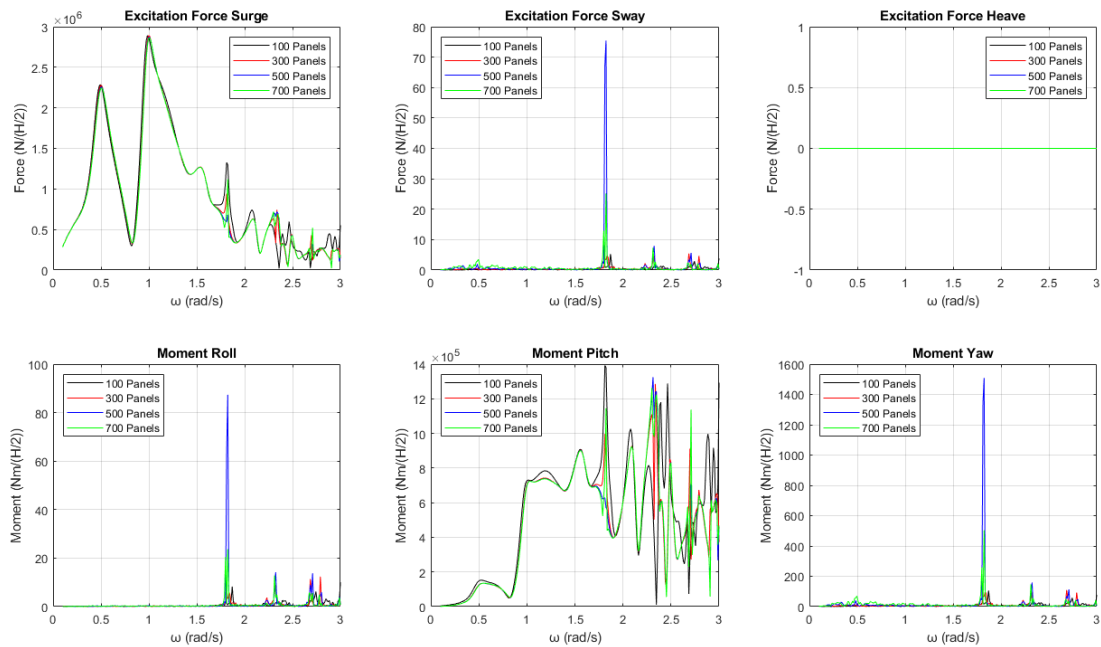 Excitation Force Surge
× 10⁶
3
2.5
2
1.5
1
0.5
0
Force (N/(H/2))
100 Panels
300 Panels
500 Panels
700 Panels
0 0.5 1 1.5 2 2.5 3
ω (rad/s)
Excitation Force Sway
80
70
60
50
40
30
20
10
0
Force (N/(H/2))
100 Panels
300 Panels
500 Panels
700 Panels
0 0.5 1 1.5 2 2.5 3
ω (rad/s)
Excitation Force Heave
1
0.5
0
-0.5
-1
Force (N/(H/2))
100 Panels
300 Panels
500 Panels
700 Panels
0 0.5 1 1.5 2 2.5 3
ω (rad/s)
Moment Roll
100
80
60
40
20
0
Moment (Nm/(H/2))
100 Panels
300 Panels
500 Panels
700 Panels
0 0.5 1 1.5 2 2.5 3
ω (rad/s)
Moment Pitch
× 10⁵
14
12
10
8
6
4
2
0
Moment (Nm/(H/2))
100 Panels
300 Panels
500 Panels
700 Panels
0 0.5 1 1.5 2 2.5 3
ω (rad/s)
Moment Yaw
1600
1400
1200
1000
800
600
400
200
0
Moment (Nm/(H/2))
100 Panels
300 Panels
500 Panels
700 Panels
0 0.5 1 1.5 2 2.5 3
ω (rad/s)